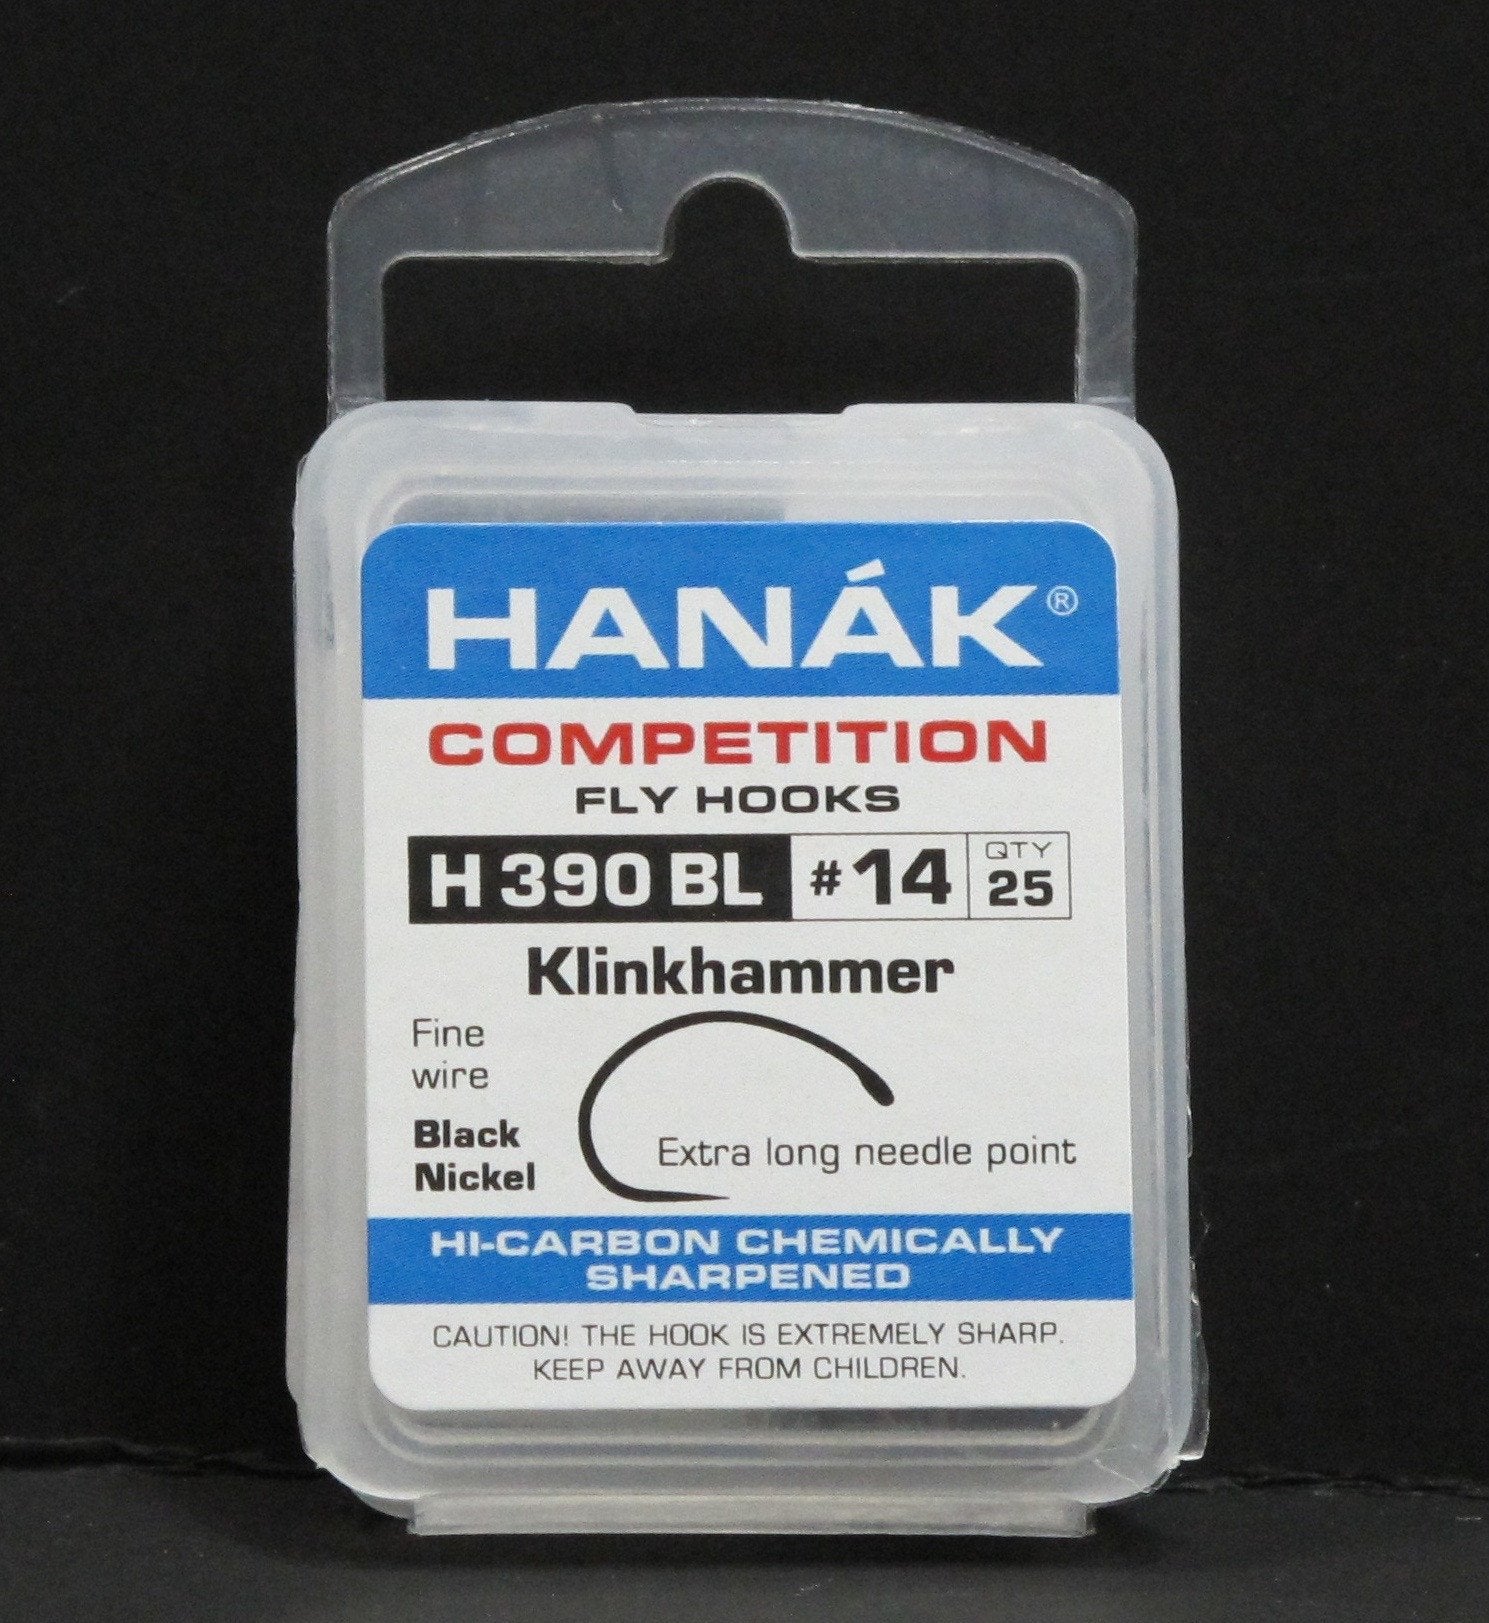 HANÁK®
COMPETITION
FLY HOOKS
H 390 BL #14 QTY 25
Klinkhammer
Fine
wire
Black
Nickel
Extra long needle point
HI-CARBON CHEMICALLY
SHARPENED
CAUTION! THE HOOK IS EXTREMELY SHARP.
KEEP AWAY FROM CHILDREN.